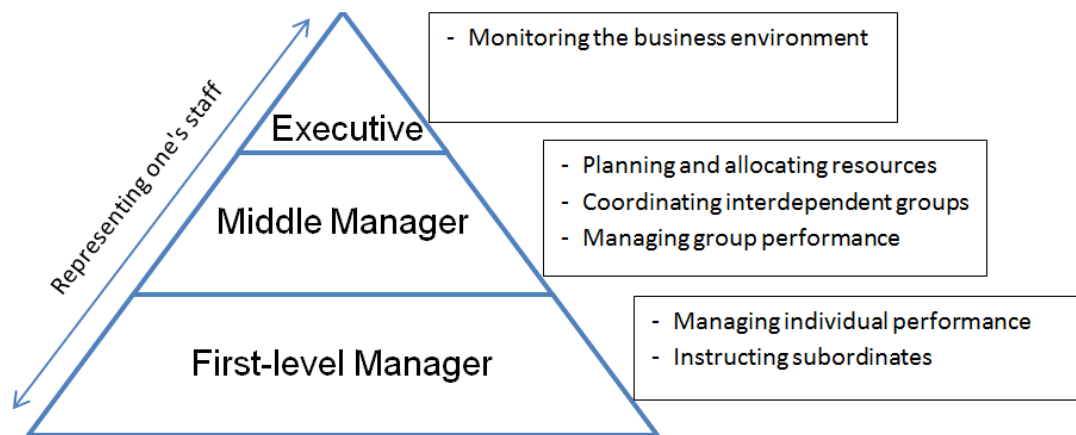 - Monitoring the business environment
Executive
Representing one's staff
- Planning and allocating resources
- Coordinating interdependent groups
- Managing group performance
Middle Manager
- Managing individual performance
- Instructing subordinates
First-level Manager